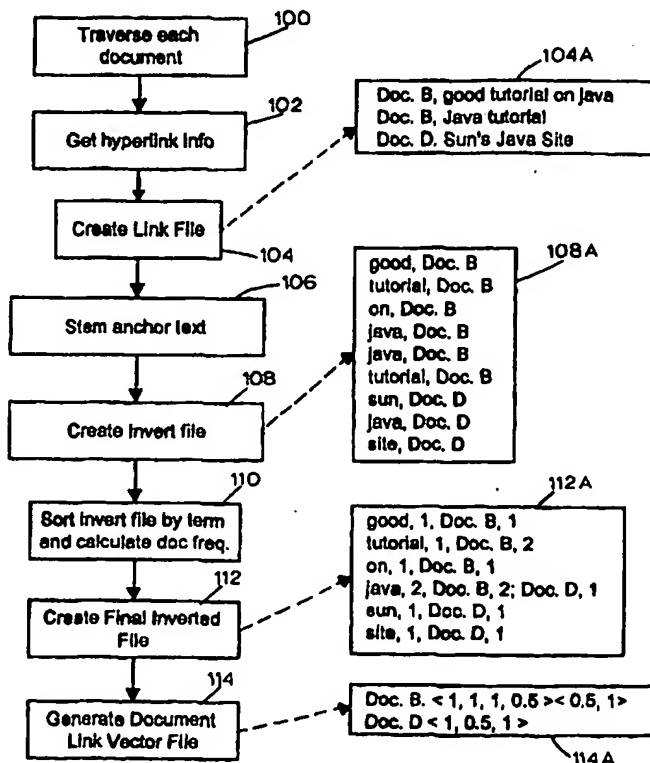 100
Traverse each
document
102
Get hyperlink info
104A
Doc. B, good tutorial on java
Doc. B, Java tutorial
Doc. D. Sun's Java Site
Create Link File
104
106
Stem anchor text
108A
good, Doc. B
tutorial, Doc. B
on, Doc. B
java, Doc. B
java, Doc. B
tutorial, Doc. B
sun, Doc. D
java, Doc. D
site, Doc. D
108
Create invert file
110
Sort invert file by term
and calculate doc freq.
112A
good, 1, Doc. B, 1
tutorial, 1, Doc. B, 2
on, 1, Doc. B, 1
java, 2, Doc. B, 2; Doc. D, 1
sun, 1, Doc. D, 1
site, 1, Doc. D, 1
112
Create Final Inverted
File
114
Generate Document
Link Vector File
Doc. B. < 1, 1, 1, 0.5 >< 0.5, 1>
Doc. D < 1, 0.5, 1 >
114A